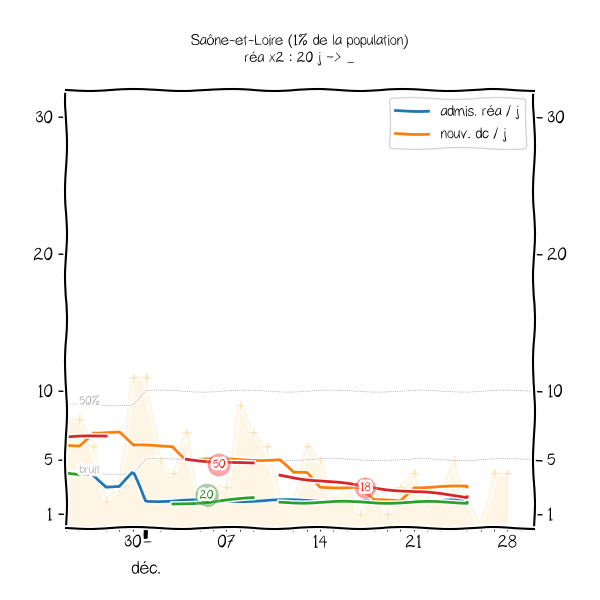 Saône-et-Loire (1% de la population)
réa x2 : 20 j -> _
admis. réa / j
nouv. dc / j
30 30
20 20
10 10
50%
5 5
bruit
50
20
18
1 1
30 07 14 21 28
déc.